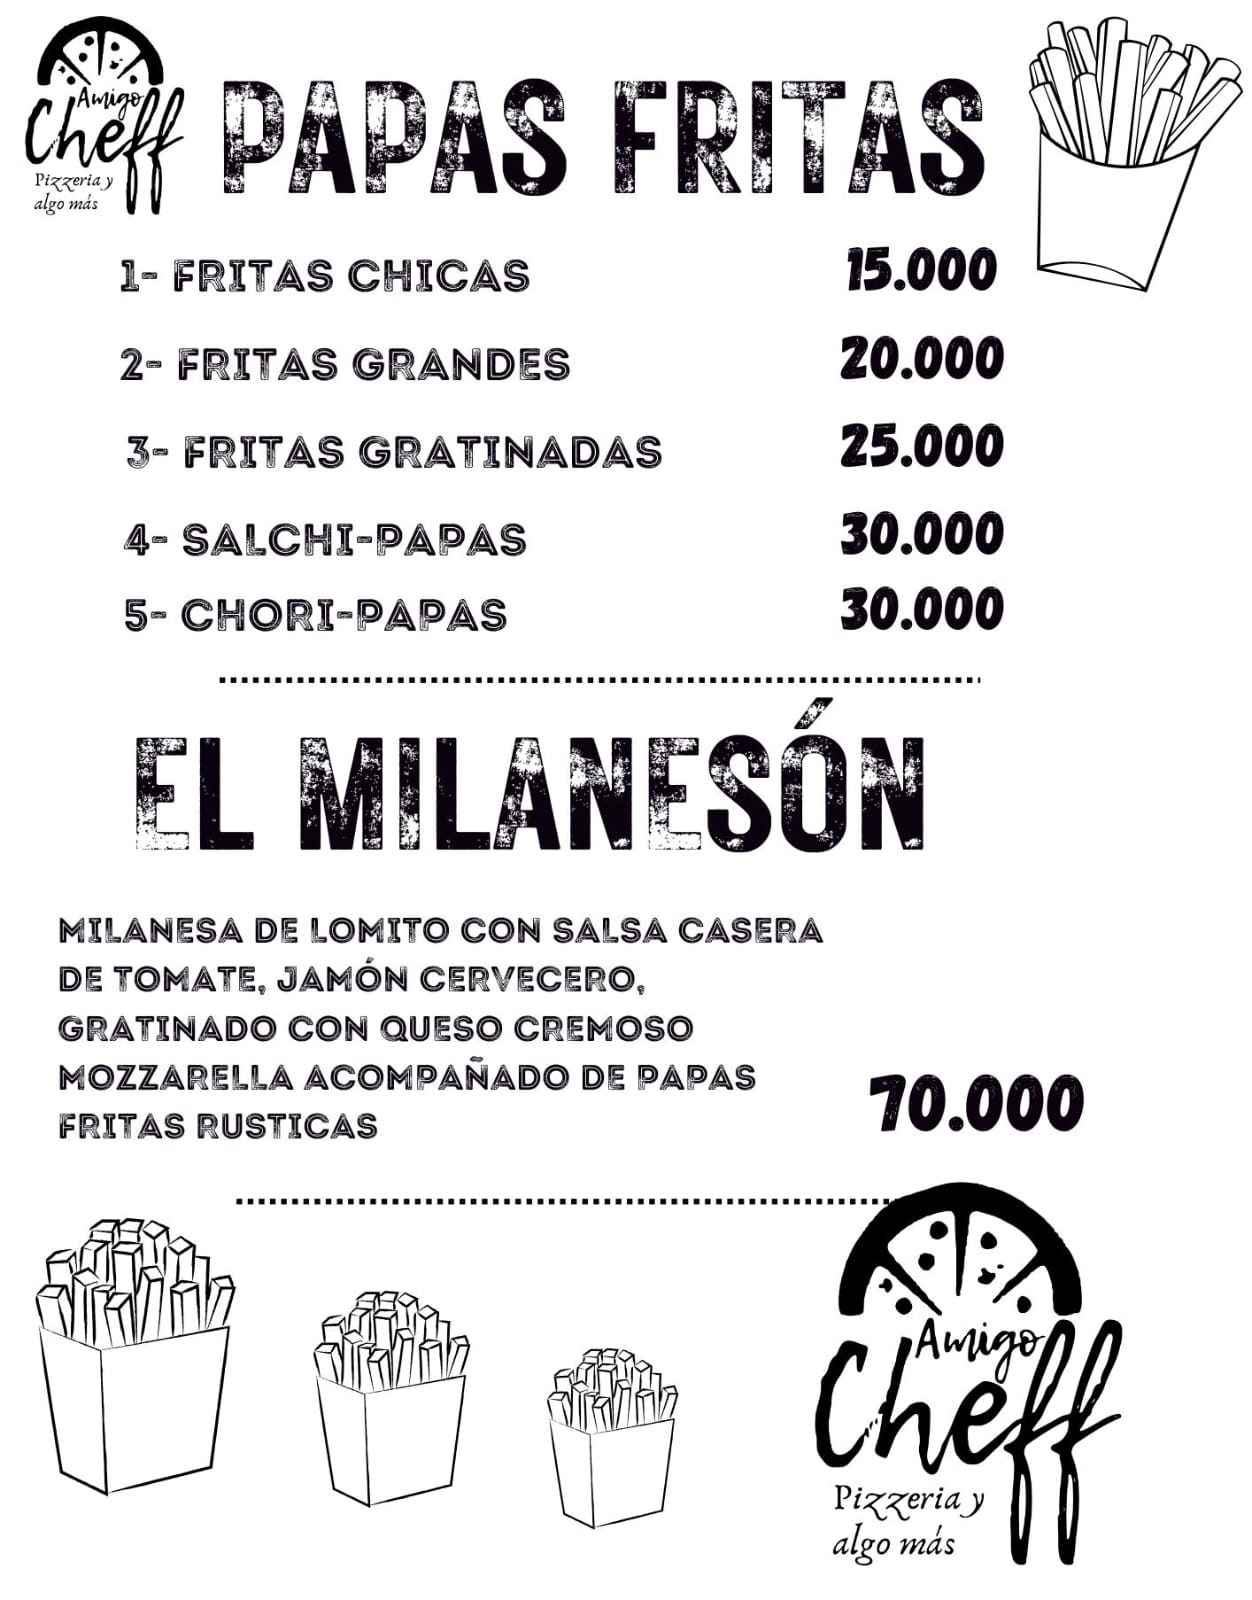 Amigo
Cheff
Pizzeria y
algo más
PAPAS FRITAS
1- FRITAS CHICAS 15.000
2- FRITAS GRANDES 20.000
3- FRITAS GRATINADAS 25.000
4- SALCHI-PAPAS 30.000
5- CHORI-PAPAS 30.000
EL MILANESÓN
MILANESA DE LOMITO CON SALSA CASERA
DE TOMATE, JAMÓN CERVECERO,
GRATINADO CON QUESO CREMOSO
MOZZARELLA ACOMPAÑADO DE PAPAS
FRITAS RUSTICAS 70.000
Amigo
Cheff
Pizzeria y
algo más